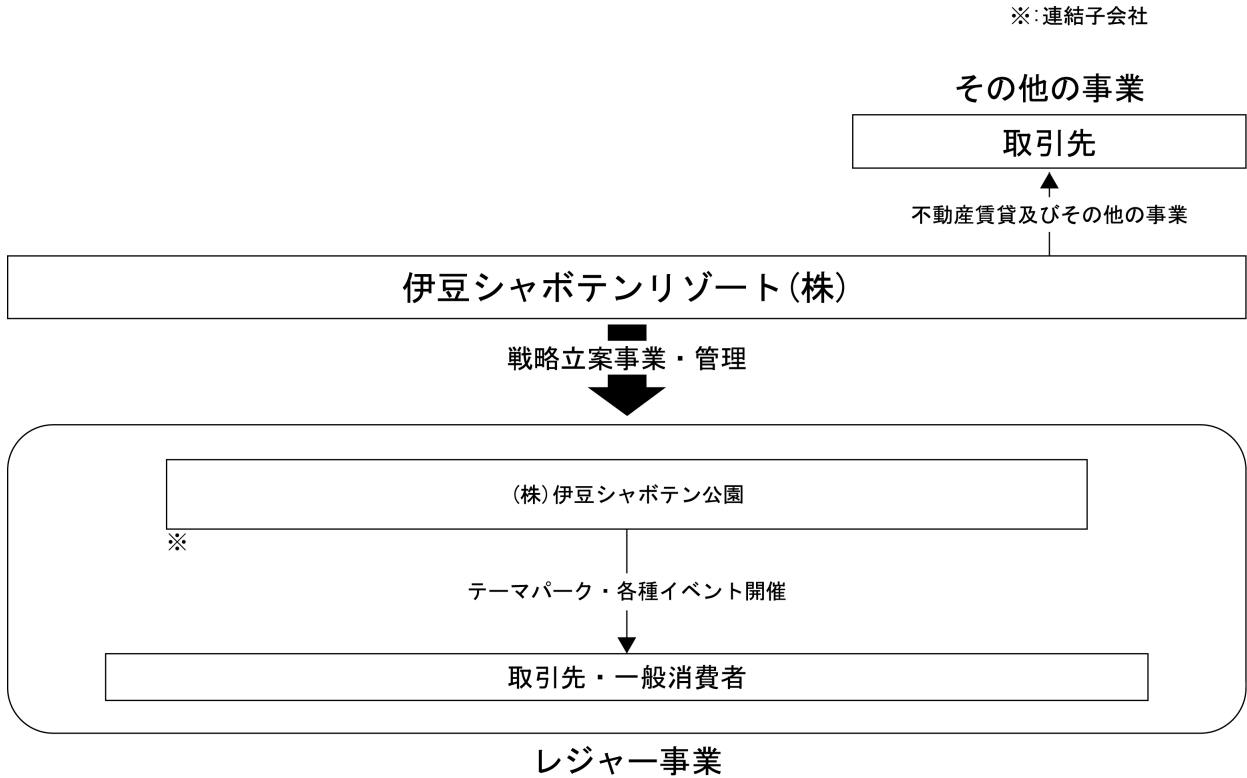 ※:連結子会社
その他の事業
取引先
不動産賃貸及びその他の事業
伊豆シャボテンリゾート(株)
戦略立案事業・管理
(株)伊豆シャボテン公園
※
テーマパーク・各種イベント開催
取引先・一般消費者
レジャー事業